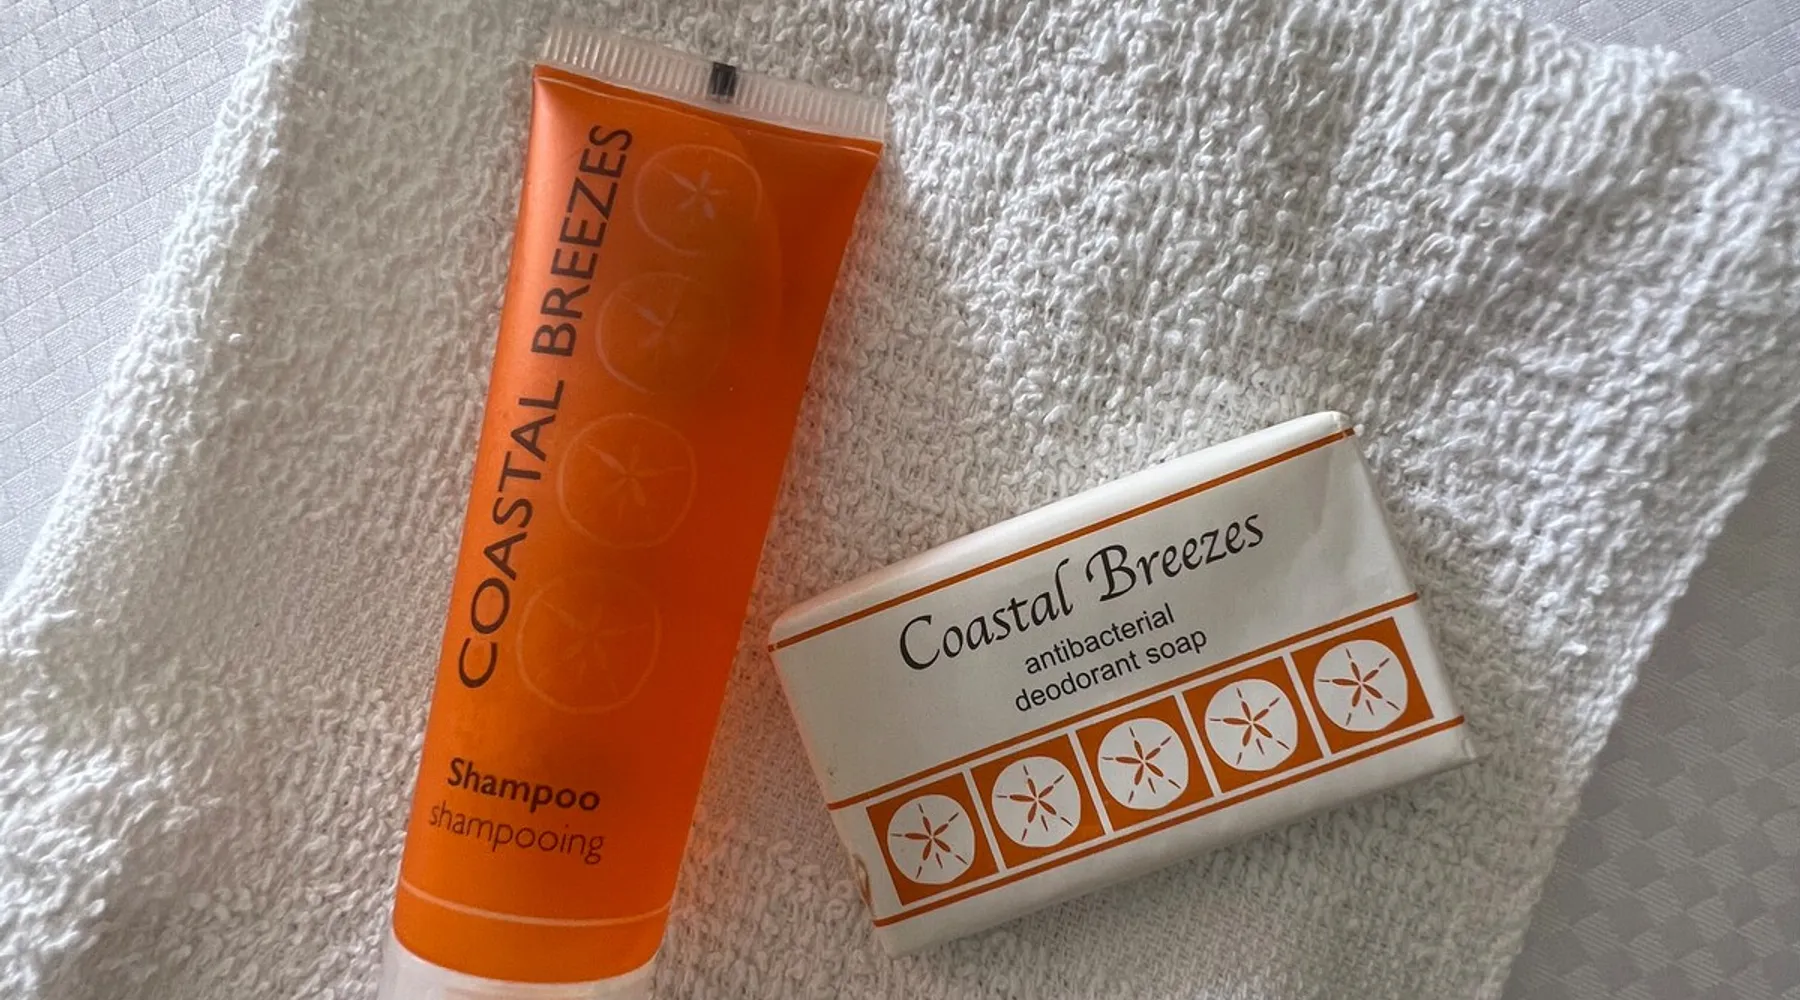 COASTAL BREEZES
Shampoo
shampooing
Coastal Breezes
antibacterial
deodorant soap